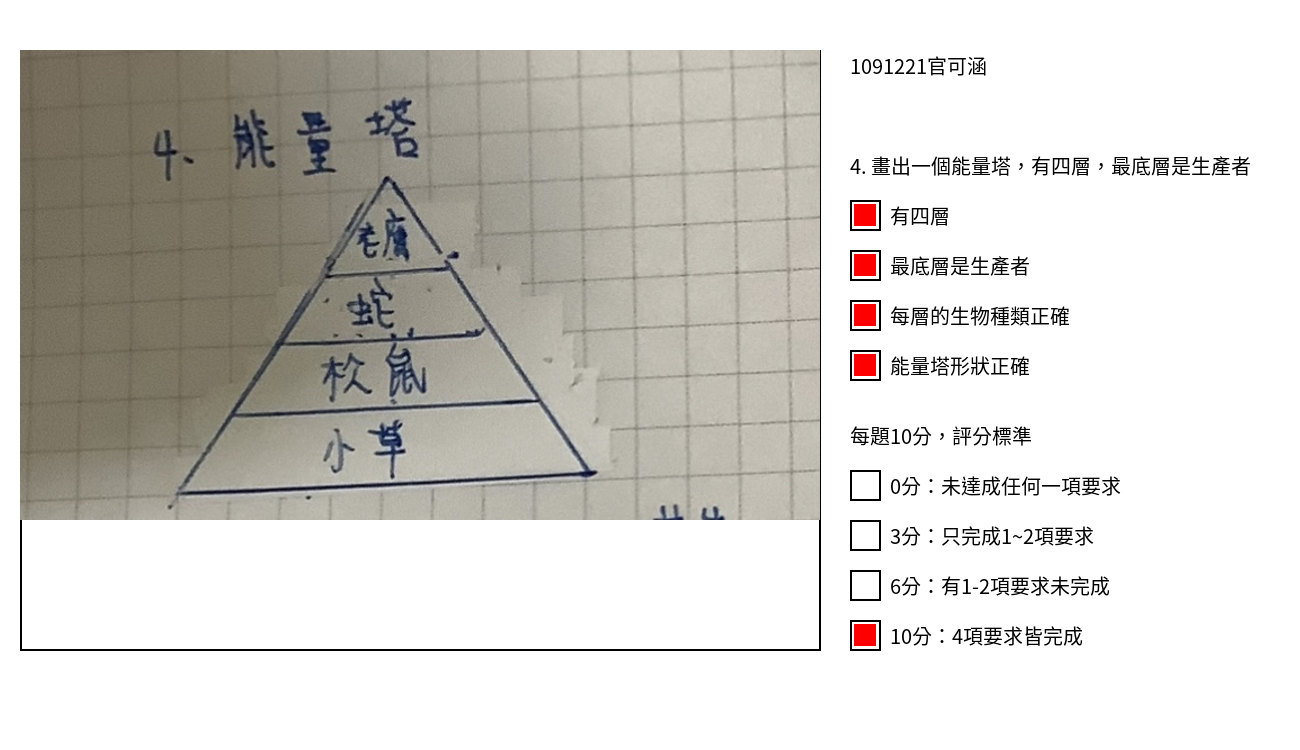 4. 能量塔
老鷹
蛇
松鼠
小草
1091221官可涵
4. 畫出一個能量塔，有四層，最底層是生產者
有四層
最底層是生產者
每層的生物種類正確
能量塔形狀正確
每題10分，評分標準
0分：未達成任何一項要求
3分：只完成1~2項要求
6分：有1-2項要求未完成
10分：4項要求皆完成